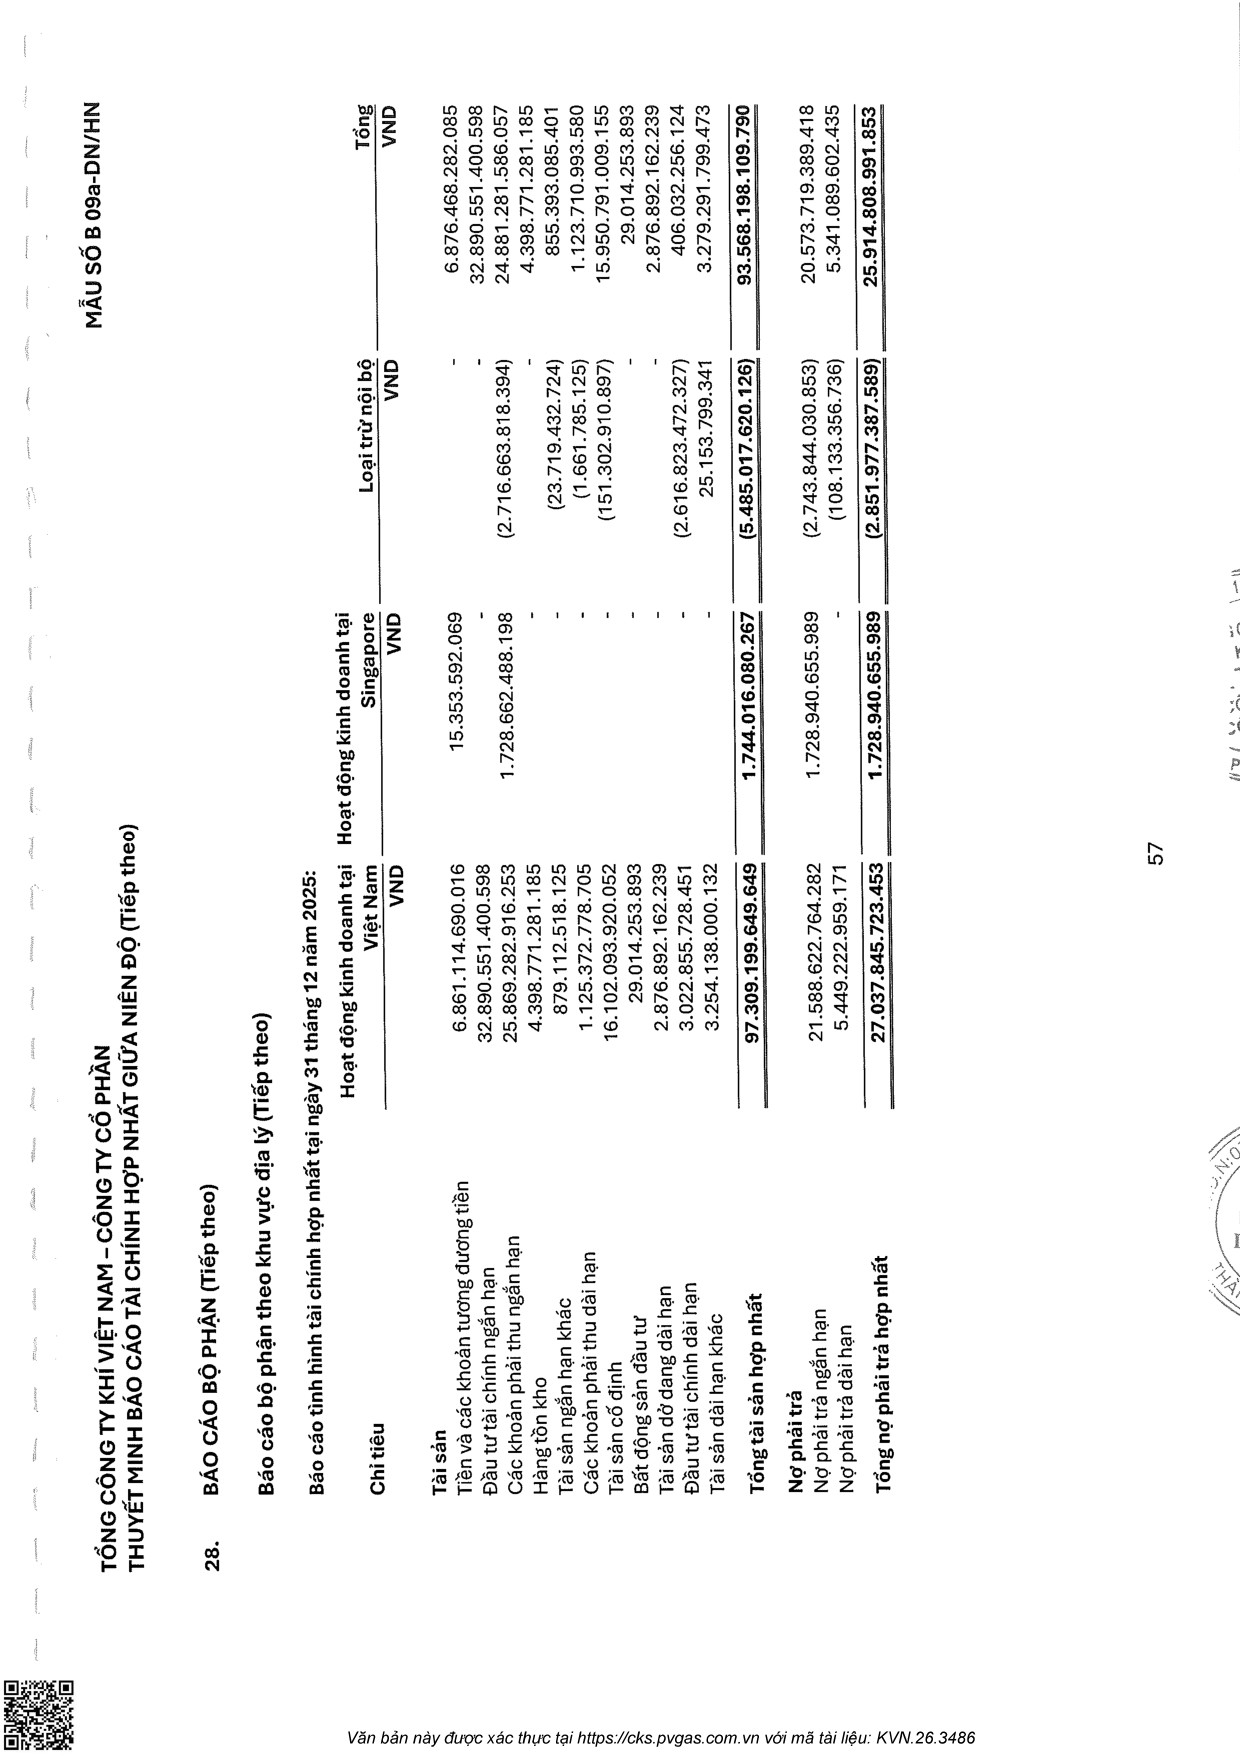 TỔNG CÔNG TY KHÍ VIỆT NAM – CÔNG TY CỔ PHẦN MẪU SỐ B 09a-DN/HN
THUYẾT MINH BÁO CÁO TÀI CHÍNH HỢP NHẤT GIỮA NIÊN ĐỘ (Tiếp theo)
28. BÁO CÁO BỘ PHẬN (Tiếp theo)
Báo cáo bộ phận theo khu vực địa lý (Tiếp theo)
Báo cáo tình hình tài chính hợp nhất tại ngày 31 tháng 12 năm 2025:
Hoạt động kinh doanh tại Hoạt động kinh doanh tại
Chỉ tiêu Việt Nam Singapore Loại trừ nội bộ Tổng
VND VND VND VND
Tài sản
Tiền và các khoản tương đương tiền 6.861.114.690.016 15.353.592.069 - 6.876.468.282.085
Đầu tư tài chính ngắn hạn 32.890.551.400.598 - - 32.890.551.400.598
Các khoản phải thu ngắn hạn 25.869.282.916.253 1.728.662.488.198 (2.716.663.818.394) 24.881.281.586.057
Hàng tồn kho 4.398.771.281.185 - - 4.398.771.281.185
Tài sản ngắn hạn khác 879.112.518.125 - (23.719.432.724) 855.393.085.401
Các khoản phải thu dài hạn 1.125.372.778.705 - (1.661.785.125) 1.123.710.993.580
Tài sản cố định 16.102.093.920.052 - (151.302.910.897) 15.950.791.009.155
Bất động sản đầu tư 29.014.253.893 - - 29.014.253.893
Tài sản dở dang dài hạn 2.876.892.162.239 - - 2.876.892.162.239
Đầu tư tài chính dài hạn 3.022.855.728.451 - (2.616.823.472.327) 406.032.256.124
Tài sản dài hạn khác 3.254.138.000.132 - 25.153.799.341 3.279.291.799.473
Tổng tài sản hợp nhất 97.309.199.649.649 1.744.016.080.267 (5.485.017.620.126) 93.568.198.109.790
Nợ phải trả
Nợ phải trả ngắn hạn 21.588.622.764.282 1.728.940.655.989 (2.743.844.030.853) 20.573.719.389.418
Nợ phải trả dài hạn 5.449.222.959.171 - (108.133.356.736) 5.341.089.602.435
Tổng nợ phải trả hợp nhất 27.037.845.723.453 1.728.940.655.989 (2.851.977.387.589) 25.914.808.991.853
57
Văn bản này được xác thực tại https://cks.pvgas.com.vn với mã tài liệu: KVN.26.3486